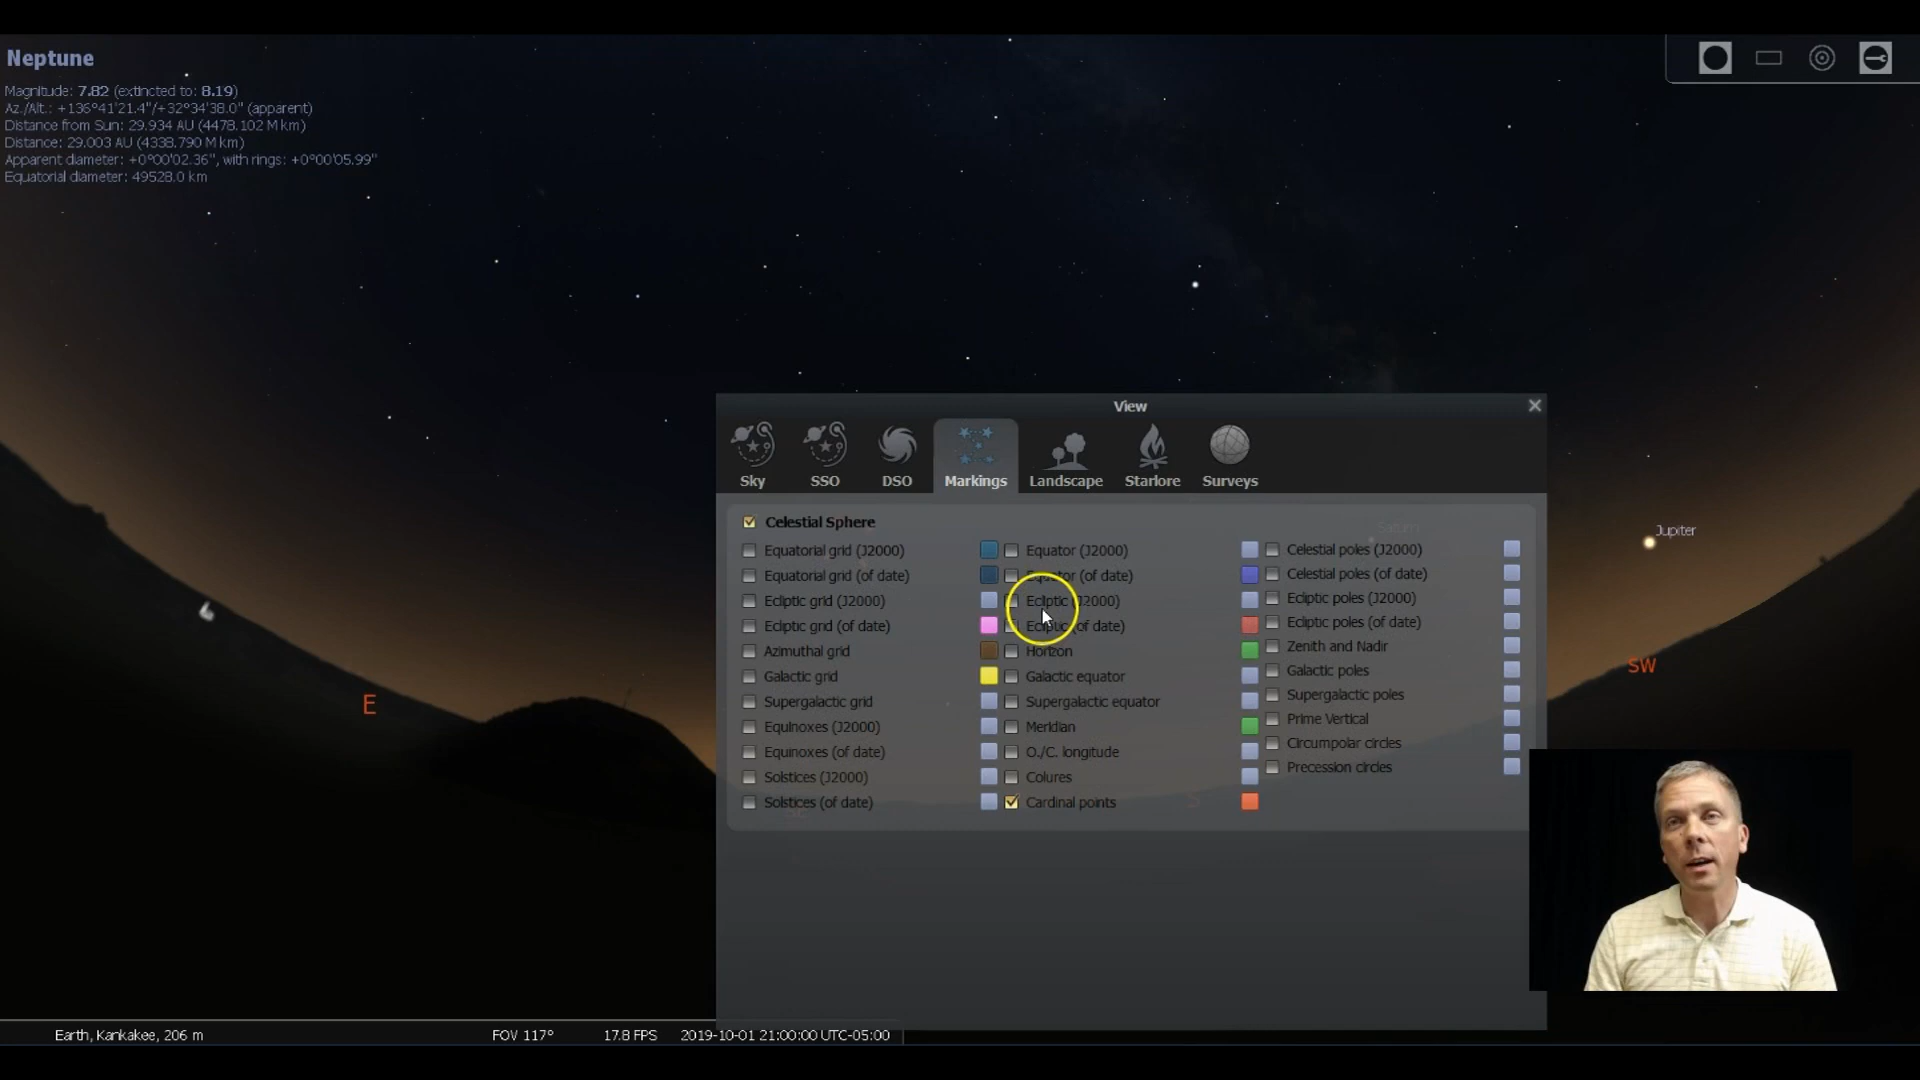 Neptune
Magnitude: 7.82 (extincted to: 8.19)
Az./Alt.: +136°41'21.4"/+32°34'38.0" (apparent)
Distance from Sun: 29.934 AU (4478.102 M km)
Distance: 29.003 AU (4338.790 M km)
Apparent diameter: +0°00'02.36", with rings: +0°00'05.99"
Equatorial diameter: 49528.0 km
View
Sky
SSO
DSO
Markings
Landscape
Starlore
Surveys
Celestial Sphere
Equatorial grid (J2000)
Equatorial grid (of date)
Ecliptic grid (J2000)
Ecliptic grid (of date)
Azimuthal grid
Galactic grid
Supergalactic grid
Equinoxes (J2000)
Equinoxes (of date)
Solstices (J2000)
Solstices (of date)
Equator (J2000)
Equator (of date)
Ecliptic (J2000)
Ecliptic (of date)
Horizon
Galactic equator
Supergalactic equator
Meridian
O./C. longitude
Colures
Cardinal points
Celestial poles (J2000)
Celestial poles (of date)
Ecliptic poles (J2000)
Ecliptic poles (of date)
Zenith and Nadir
Galactic poles
Supergalactic poles
Prime Vertical
Circumpolar circles
Precession circles
Saturn
Jupiter
E
SE
S
SW
Earth, Kankakee, 206 m
FOV 117°
17.8 FPS
2019-10-01 21:00:00 UTC-05:00